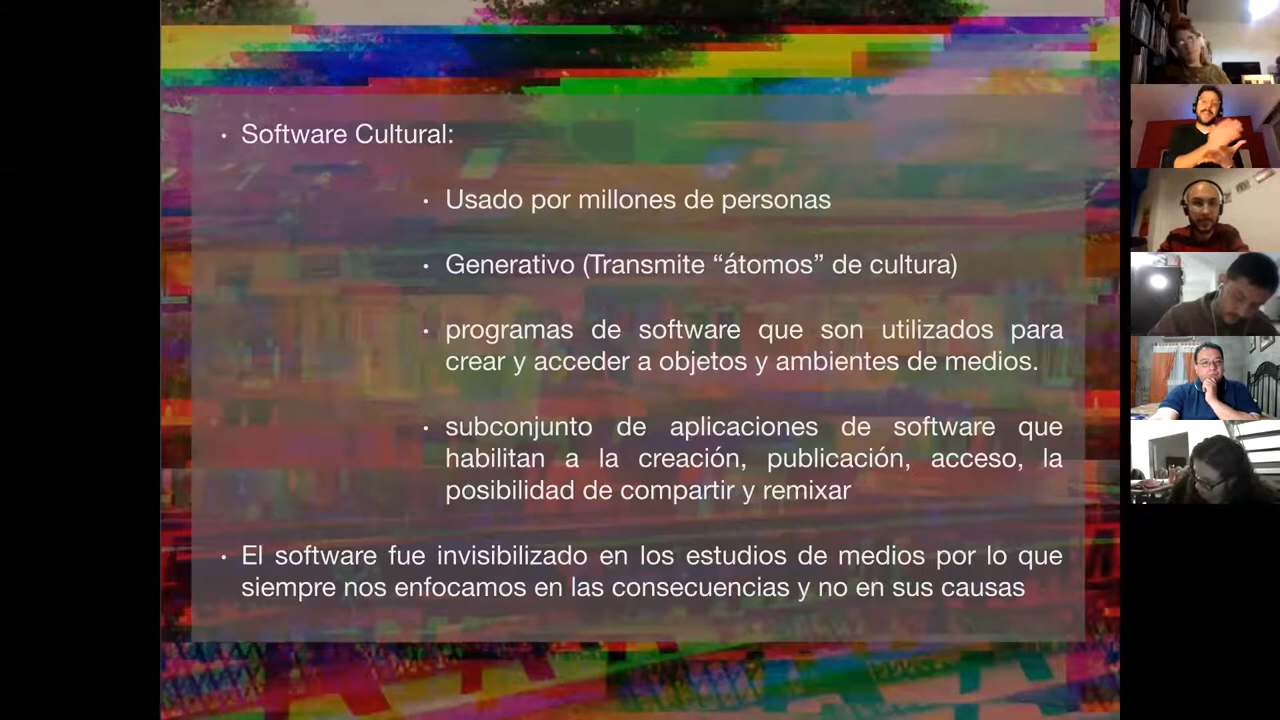 • Software Cultural:
• Usado por millones de personas
• Generativo (Transmite “átomos” de cultura)
• programas de software que son utilizados para
crear y acceder a objetos y ambientes de medios.
• subconjunto de aplicaciones de software que
habilitan a la creación, publicación, acceso, la
posibilidad de compartir y remixar
• El software fue invisibilizado en los estudios de medios por lo que
siempre nos enfocamos en las consecuencias y no en sus causas